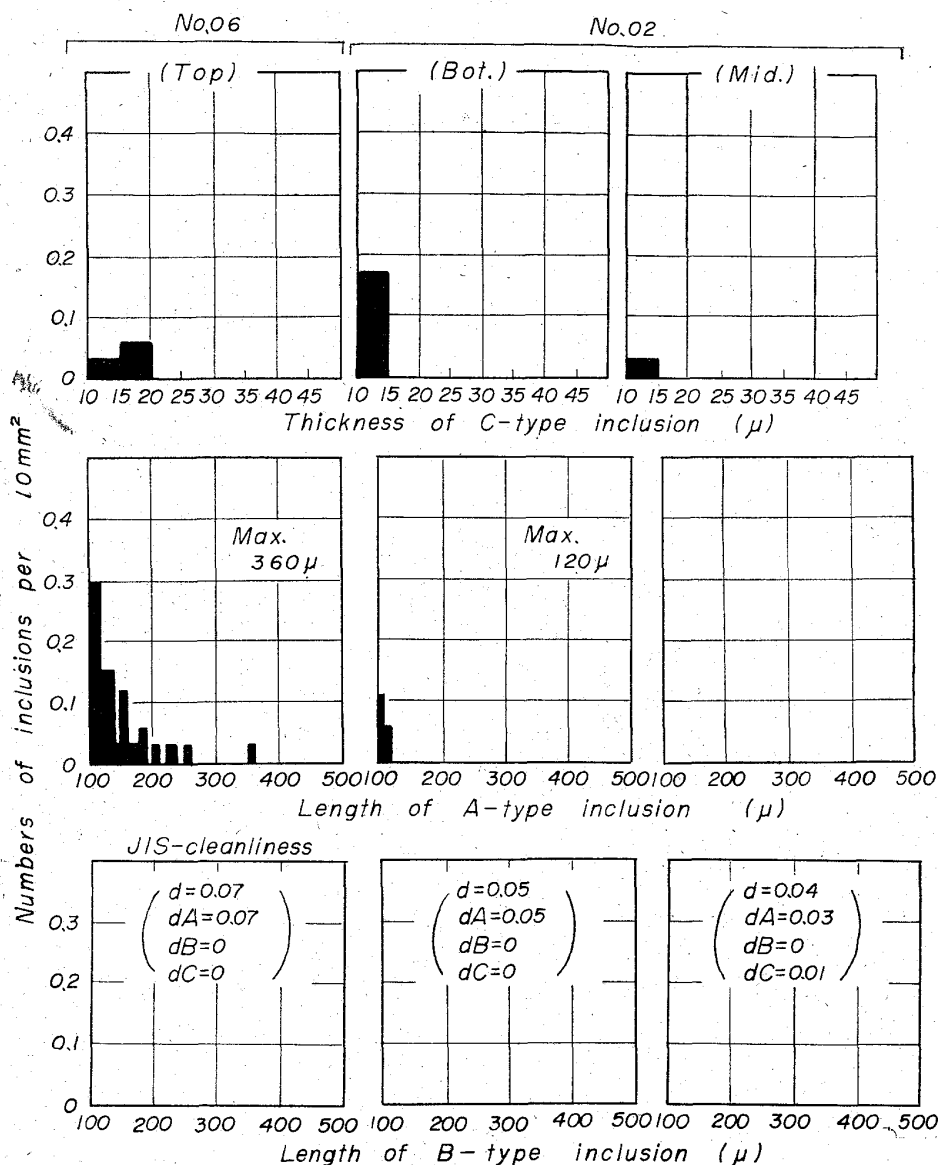 No.06 No.02
(Top) (Bot.) (Mid.)
0.4
0.3
0.2
0.1
0
10 15 20 25 30 35 40 45 10 15 20 25 30 35 40 45 10 15 20 25 30 35 40 45
Thickness of C-type inclusion (μ)
Numbers of inclusions per 10mm²
0.4
Max. 360μ Max. 120μ
0.3
0.2
0.1
0
100 200 300 400 500 100 200 300 400 500 100 200 300 400 500
Length of A-type inclusion (μ)
JIS-cleanliness
d=0.07 d=0.05 d=0.04
0.3 dA=0.07 dA=0.05 dA=0.03
dB=0 dB=0 dB=0
0.2 dC=0 dC=0 dC=0.01
0.1
0
100 200 300 400 500 100 200 300 400 500 100 200 300 400 500
Length of B-type inclusion (μ)